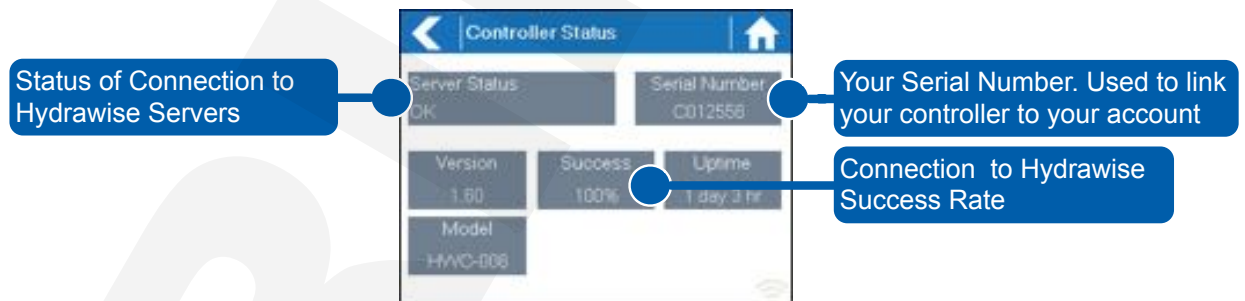 Controller Status
Status of Connection to
Hydrawise Servers
Server Status
OK
Serial Number
C012556
Your Serial Number. Used to link
your controller to your account
Version
1.60
Success
100%
Uptime
1 day 3 hr
Connection to Hydrawise
Success Rate
Model
HWC-006